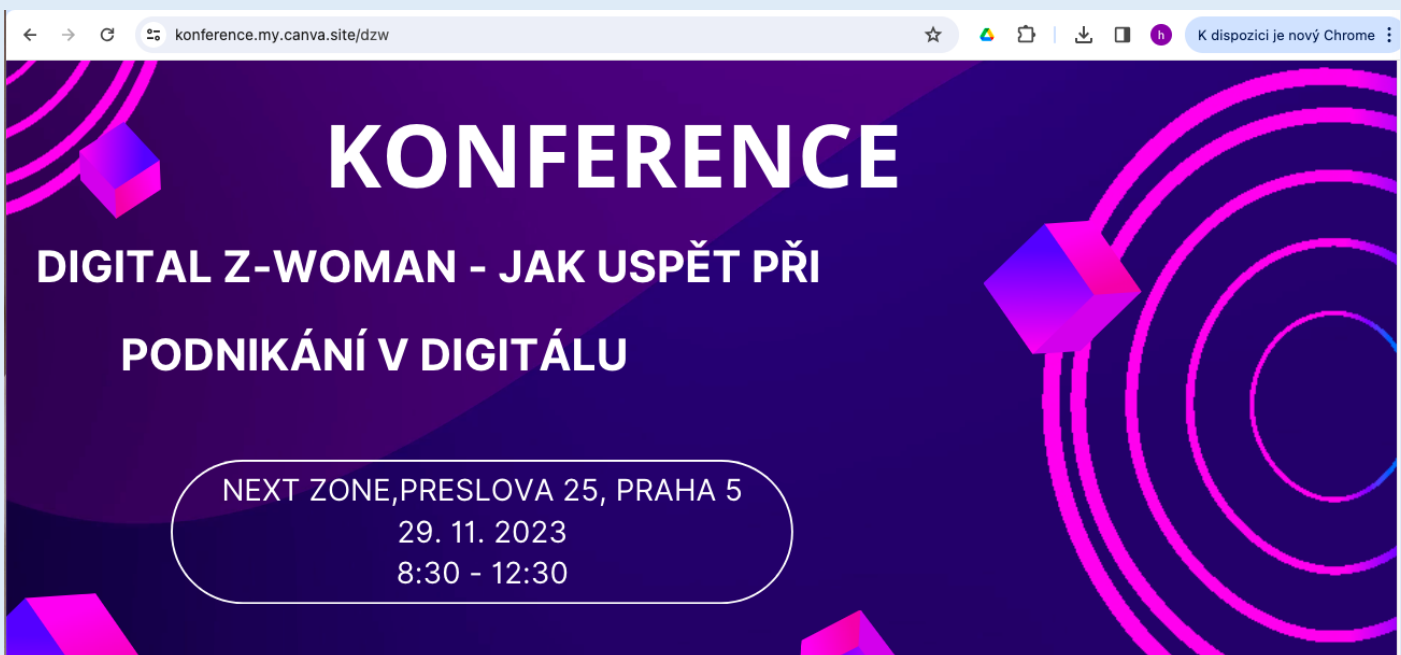 konference.my.canva.site/dzw
h
K dispozici je nový Chrome
KONFERENCE
DIGITAL Z-WOMAN - JAK USPĚT PŘI
PODNIKÁNÍ V DIGITÁLU
NEXT ZONE,PRESLOVA 25, PRAHA 5
29. 11. 2023
8:30 - 12:30